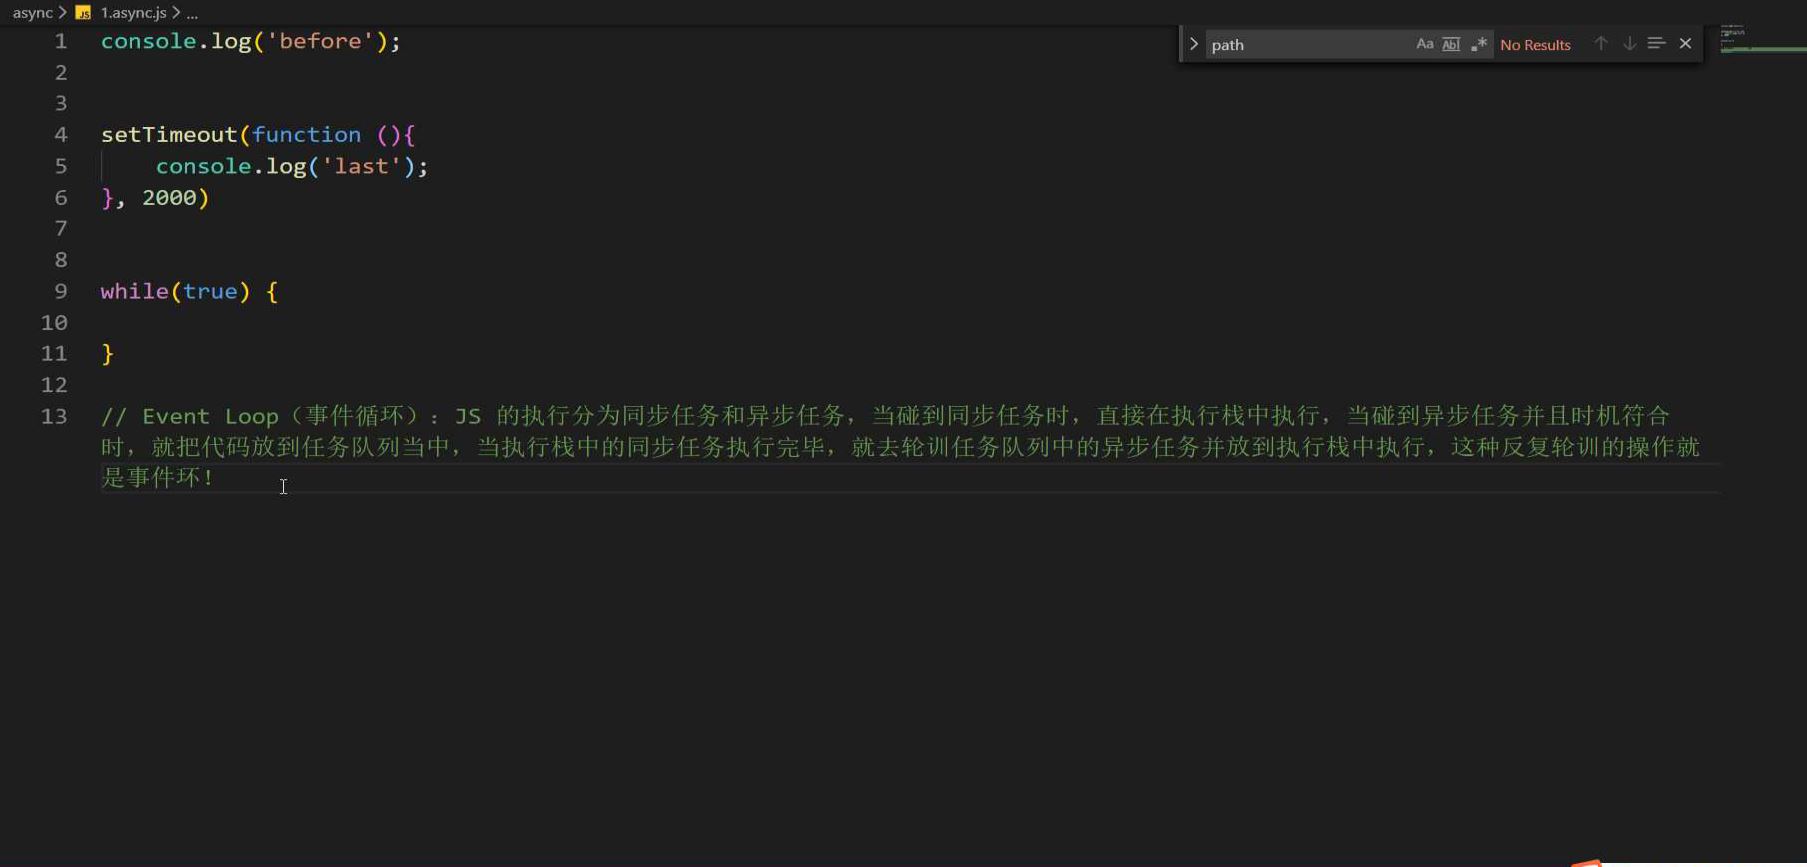 async > JS 1.async.js > ...
path Aa Abl .* No Results
1 console.log('before');
2
3
4 setTimeout(function (){
5     console.log('last');
6 }, 2000)
7
8
9 while(true) {
10
11 }
12
13 // Event Loop（事件循环）: JS 的执行分为同步任务和异步任务，当碰到同步任务时，直接在执行栈中执行，当碰到异步任务并且时机符合
时，就把代码放到任务队列当中，当执行栈中的同步任务执行完毕，就去轮训任务队列中的异步任务并放到执行栈中执行，这种反复轮训的操作就
是事件环！